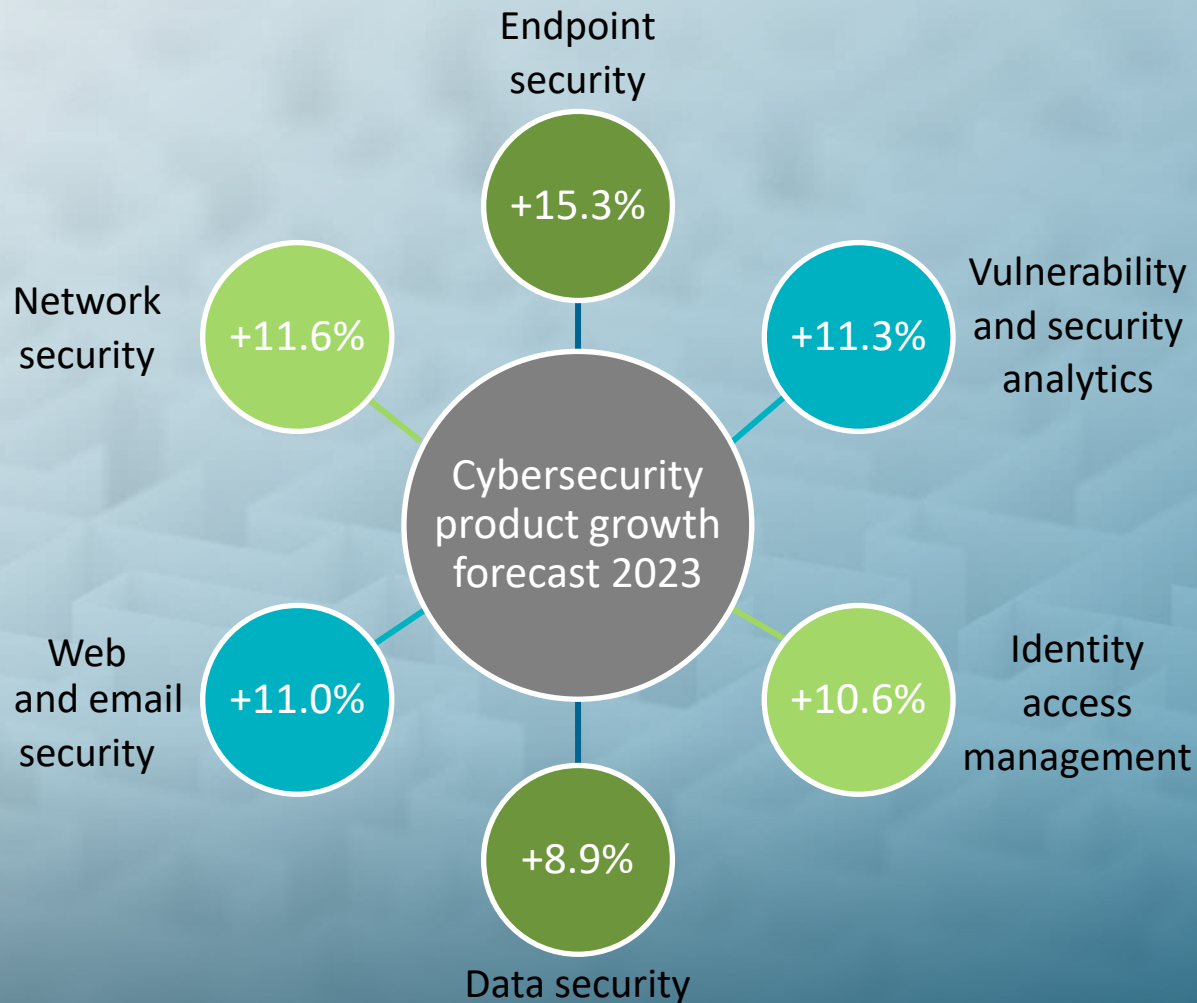 Endpoint
security
+15.3%
Network
security
+11.6%
+11.3%
Vulnerability
and security
analytics
Cybersecurity
product growth
forecast 2023
Web
and email
security
+11.0%
+10.6%
Identity
access
management
+8.9%
Data security